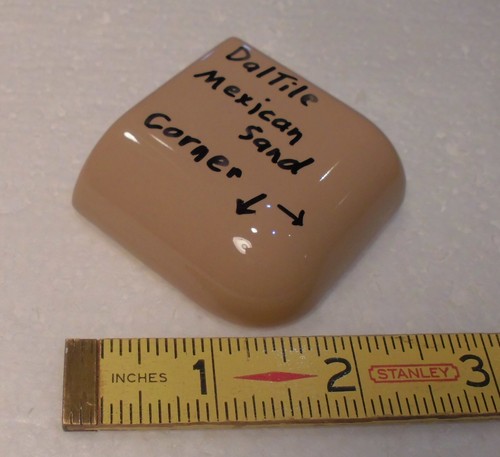 DalTile
Mexican
Sand
Corner
INCHES 1 2 STANLEY 3